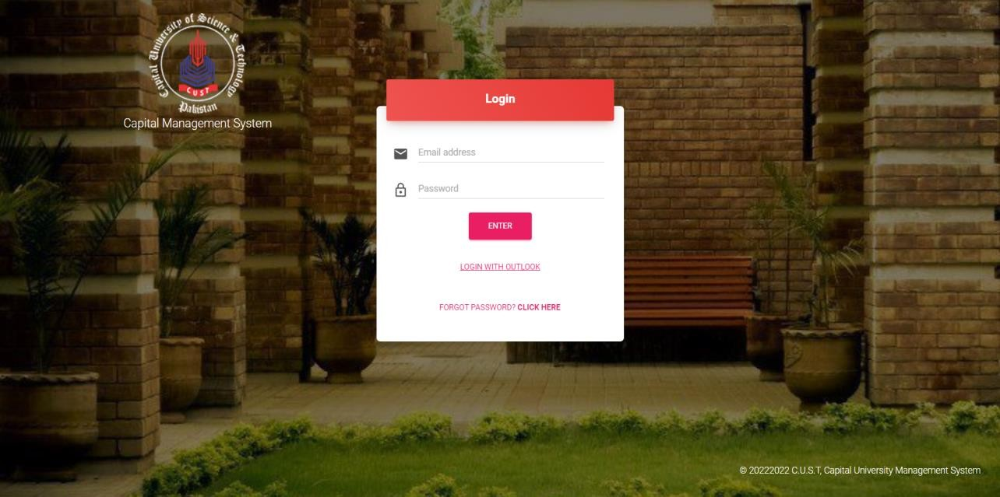 Capital University of Science & Technology
CUST
Pakistan
Capital Management System
Login
Email address
Password
ENTER
LOGIN WITH OUTLOOK
FORGOT PASSWORD? CLICK HERE
© 20222022 C.U.S.T, Capital University Management System